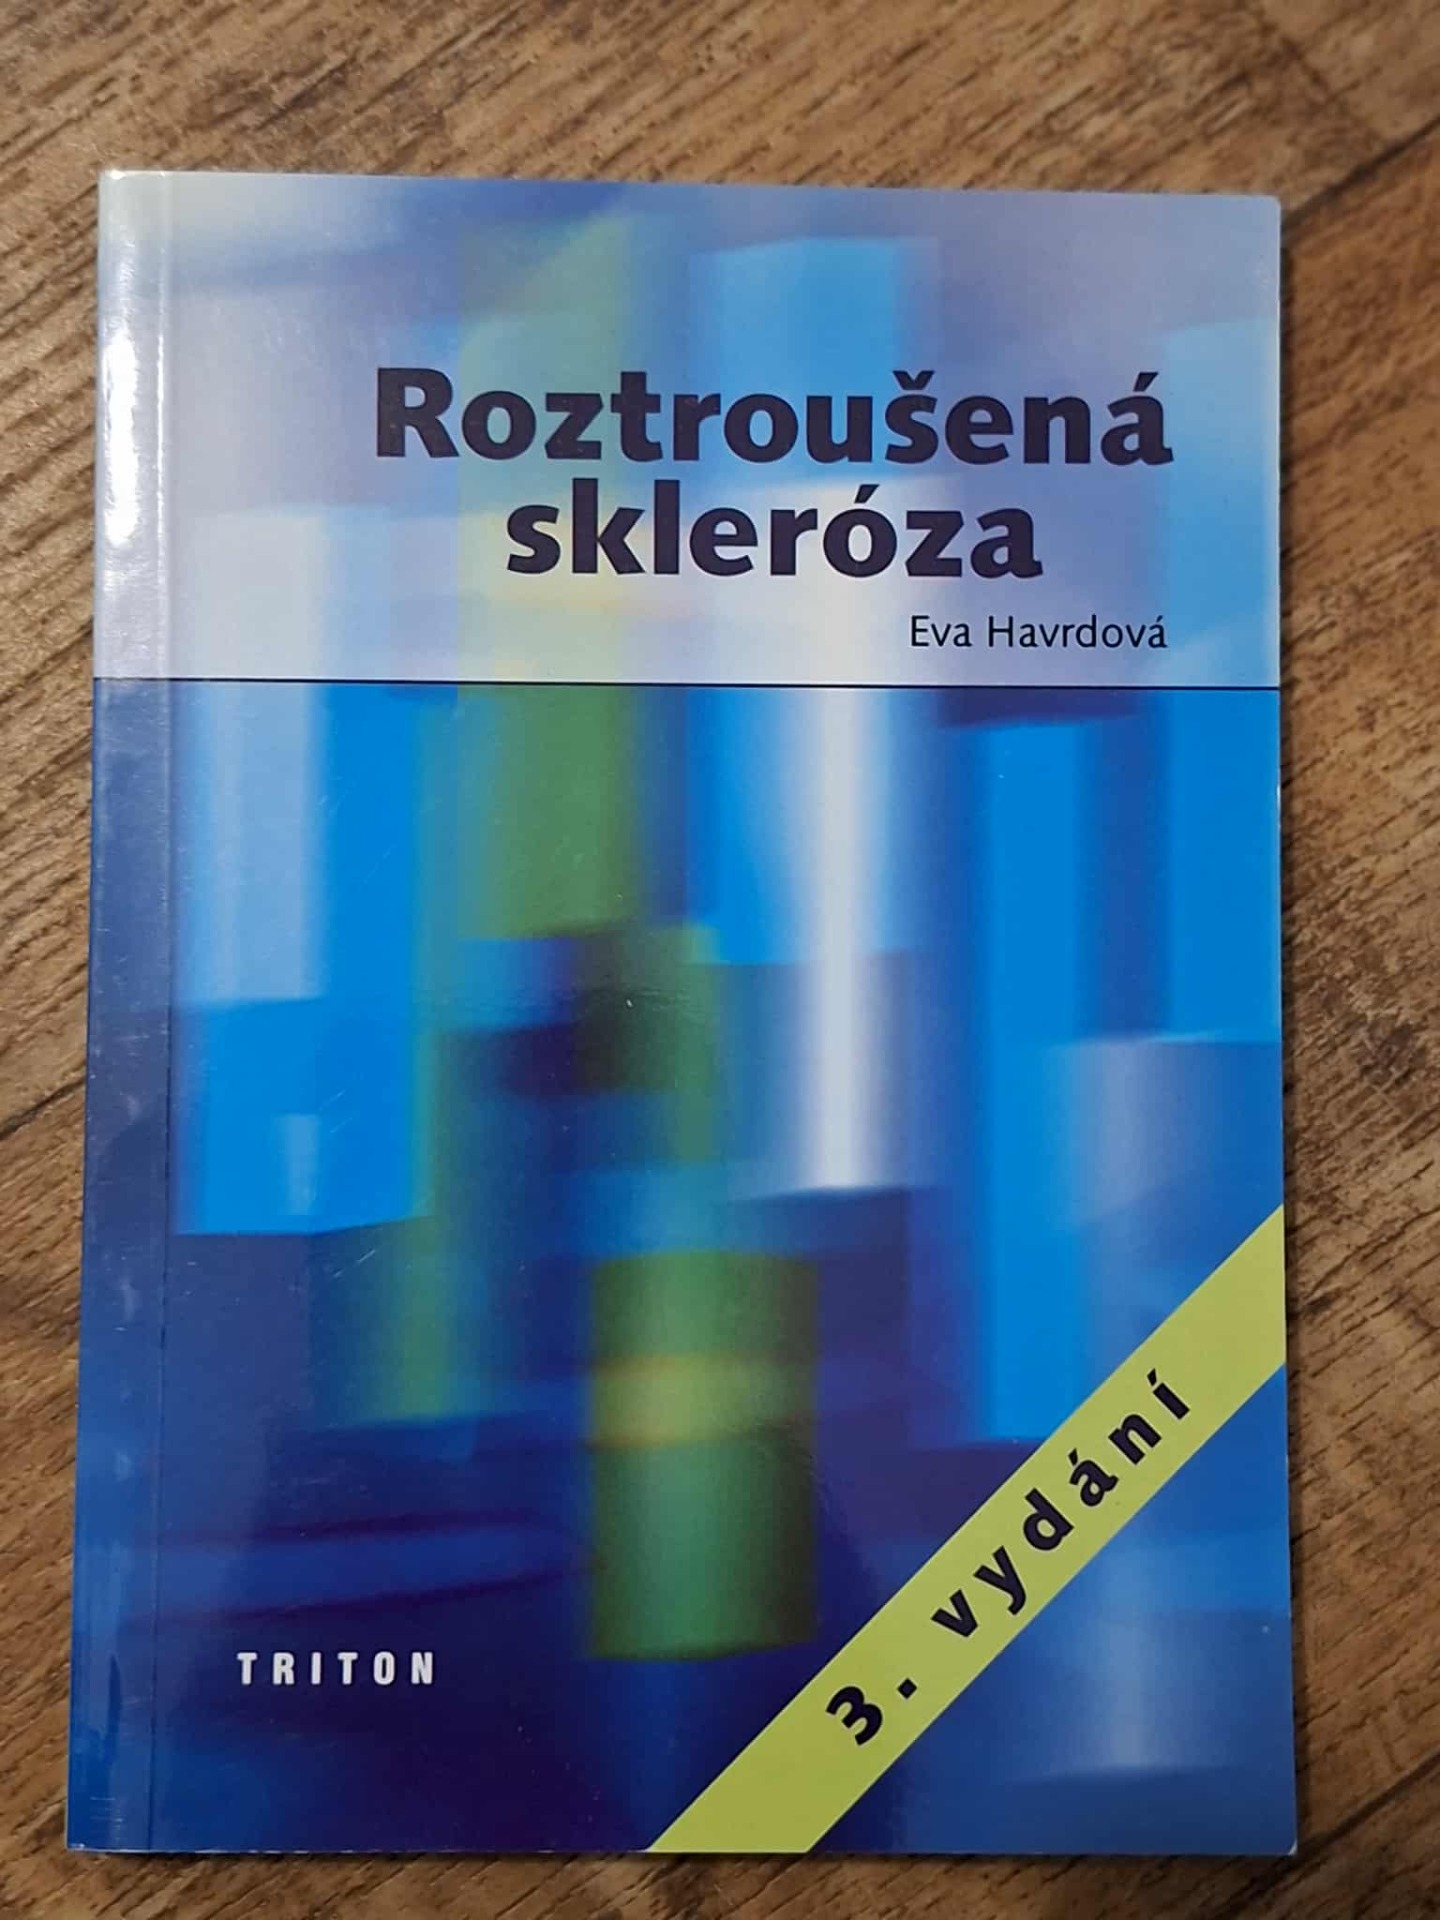 Roztroušená
skleróza
Eva Havrdová
3. vydání
TRITON